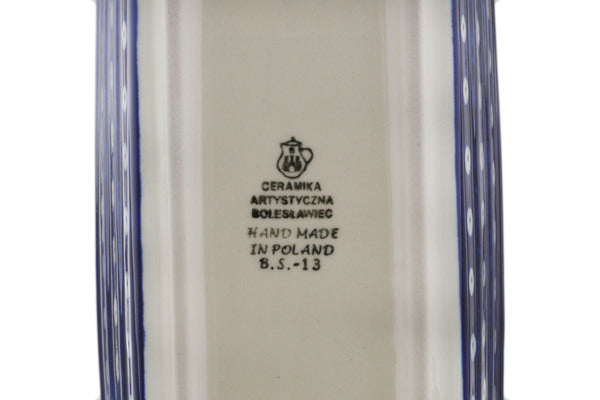 B
CERAMIKA
ARTYSTYCZNA
BOLESŁAWIEC
HAND MADE
IN POLAND
B.S.-13